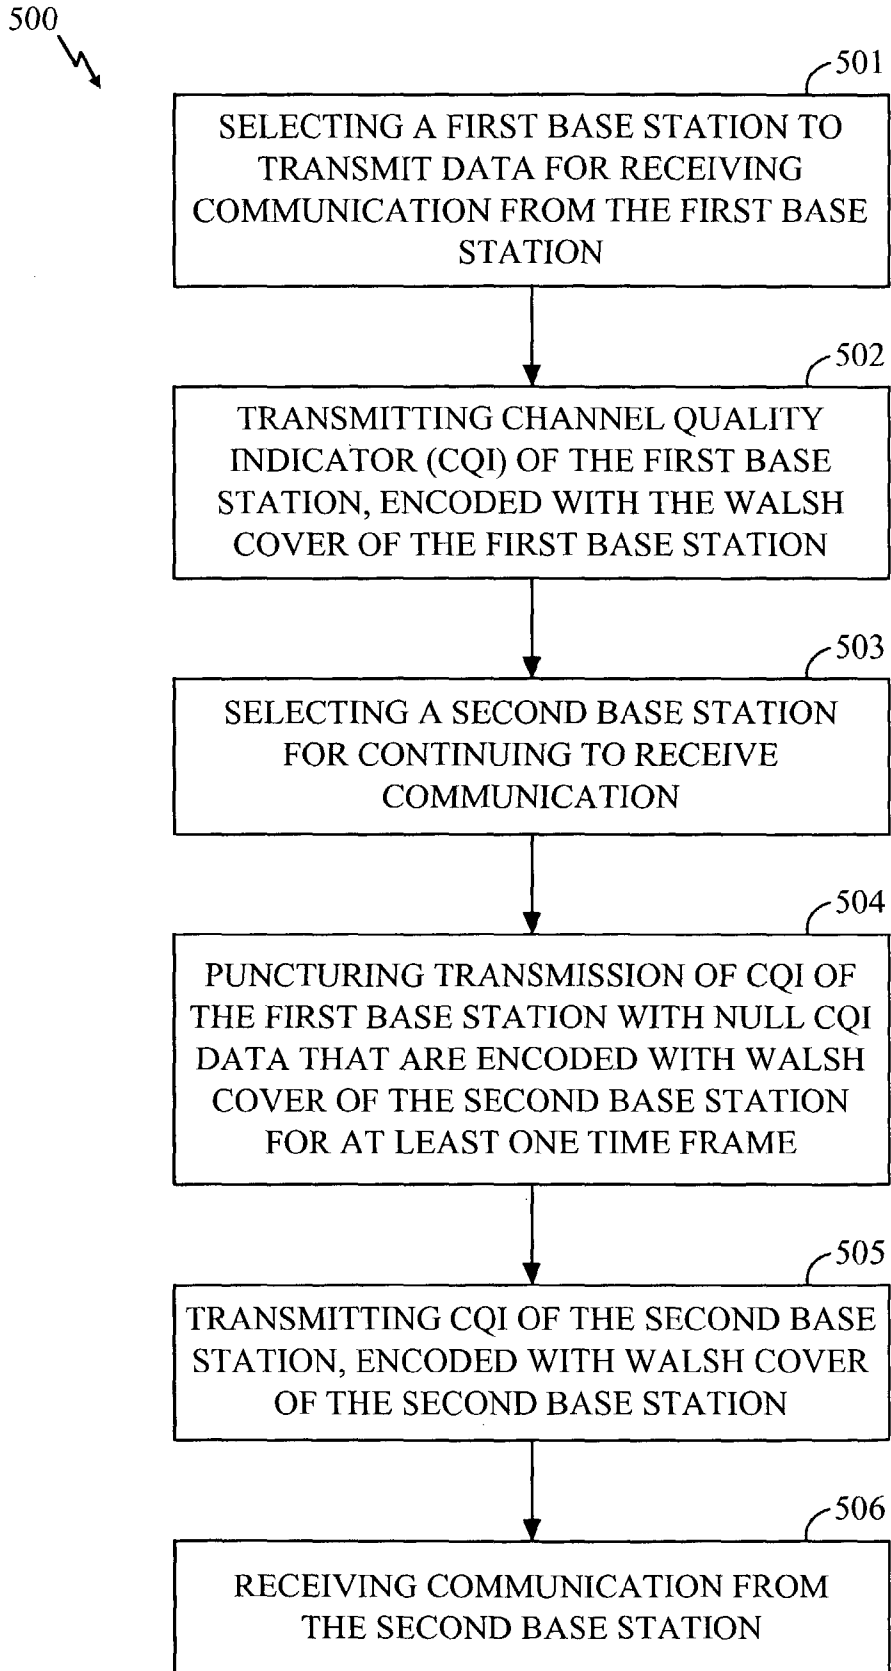 500
501
SELECTING A FIRST BASE STATION TO
TRANSMIT DATA FOR RECEIVING
COMMUNICATION FROM THE FIRST BASE
STATION
502
TRANSMITTING CHANNEL QUALITY
INDICATOR (CQI) OF THE FIRST BASE
STATION, ENCODED WITH THE WALSH
COVER OF THE FIRST BASE STATION
503
SELECTING A SECOND BASE STATION
FOR CONTINUING TO RECEIVE
COMMUNICATION
504
PUNCTURING TRANSMISSION OF CQI OF
THE FIRST BASE STATION WITH NULL CQI
DATA THAT ARE ENCODED WITH WALSH
COVER OF THE SECOND BASE STATION
FOR AT LEAST ONE TIME FRAME
505
TRANSMITTING CQI OF THE SECOND BASE
STATION, ENCODED WITH WALSH COVER
OF THE SECOND BASE STATION
506
RECEIVING COMMUNICATION FROM
THE SECOND BASE STATION